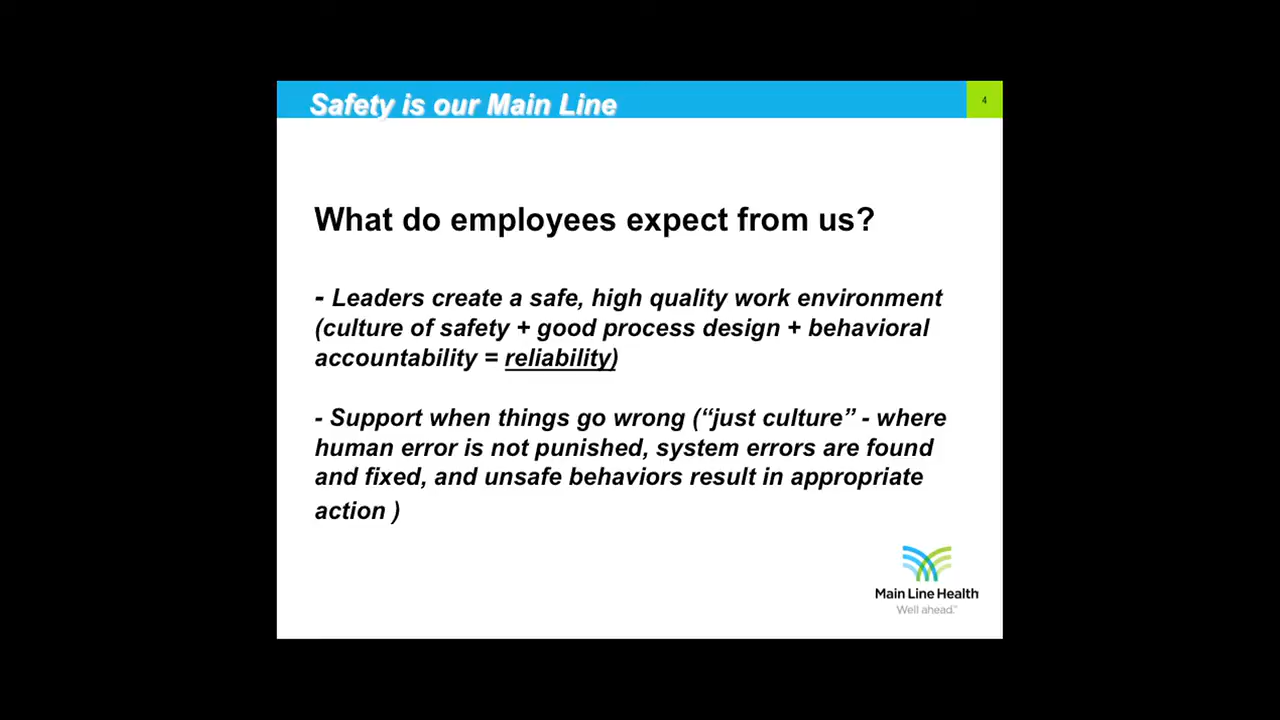 Safety is our Main Line
4
What do employees expect from us?
- Leaders create a safe, high quality work environment
(culture of safety + good process design + behavioral
accountability = reliability)
- Support when things go wrong (“just culture” - where
human error is not punished, system errors are found
and fixed, and unsafe behaviors result in appropriate
action )
Main Line Health
Well ahead.™